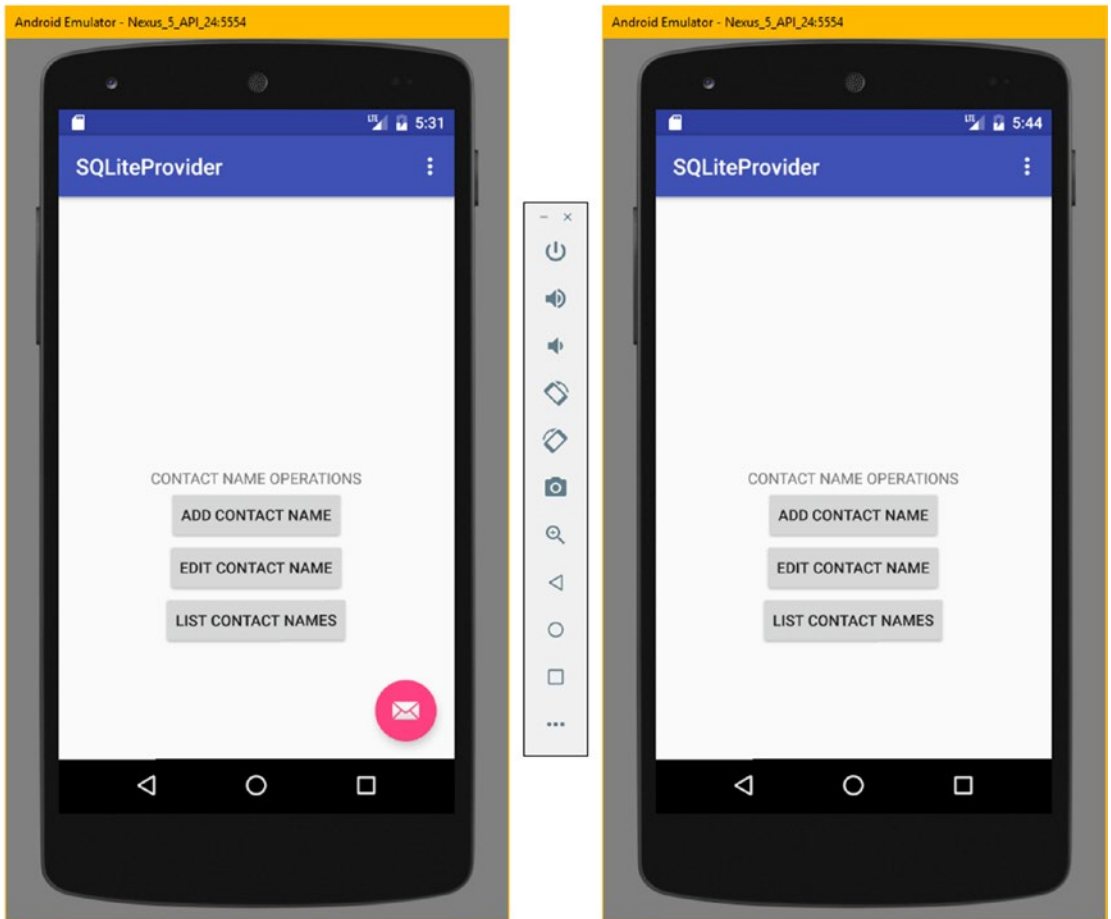 Android Emulator - Nexus_5_API_24:5554
LTE 5:31
SQLiteProvider
CONTACT NAME OPERATIONS
ADD CONTACT NAME
EDIT CONTACT NAME
LIST CONTACT NAMES
Android Emulator - Nexus_5_API_24:5554
LTE 5:44
SQLiteProvider
CONTACT NAME OPERATIONS
ADD CONTACT NAME
EDIT CONTACT NAME
LIST CONTACT NAMES